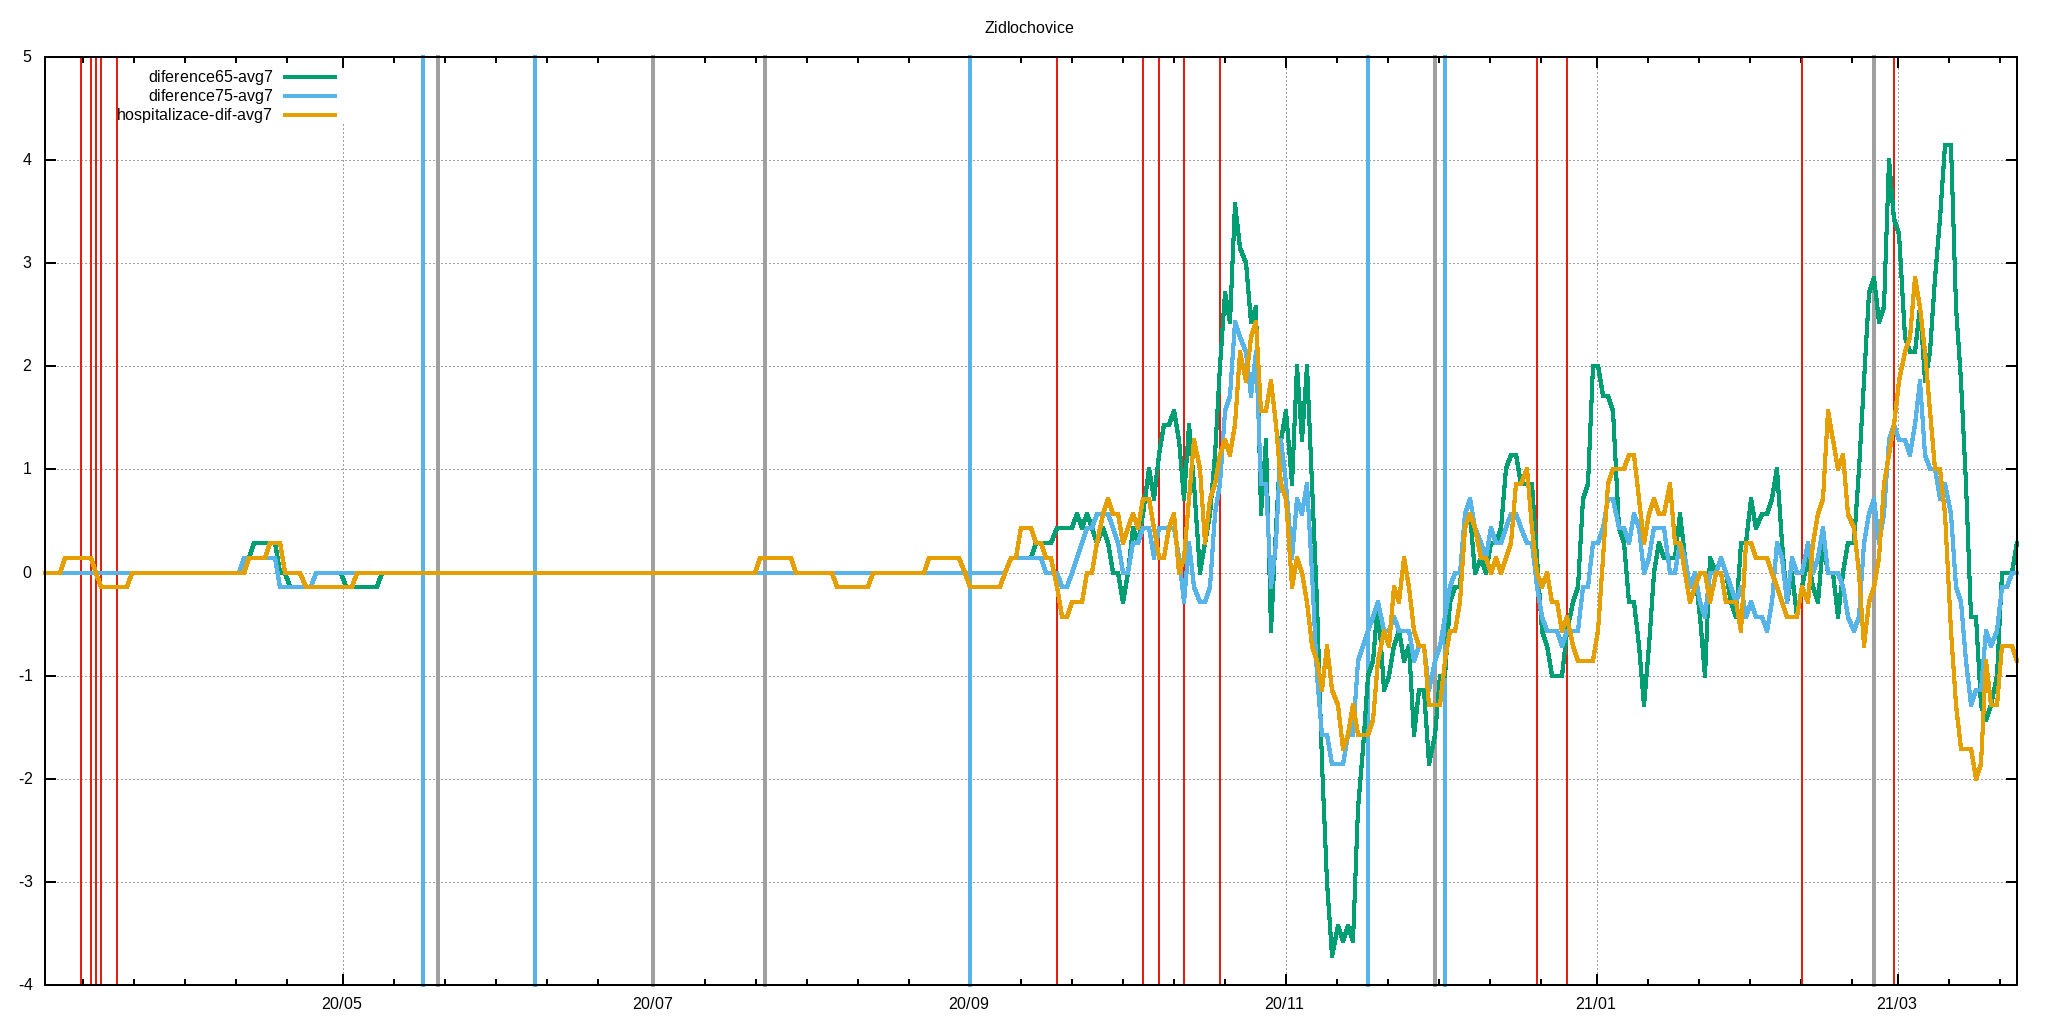 Zidlochovice
5
diference65-avg7
diference75-avg7
hospitalizace-dif-avg7
4
3
2
1
0
-1
-2
-3
-4
20/05 20/07 20/09 20/11 21/01 21/03